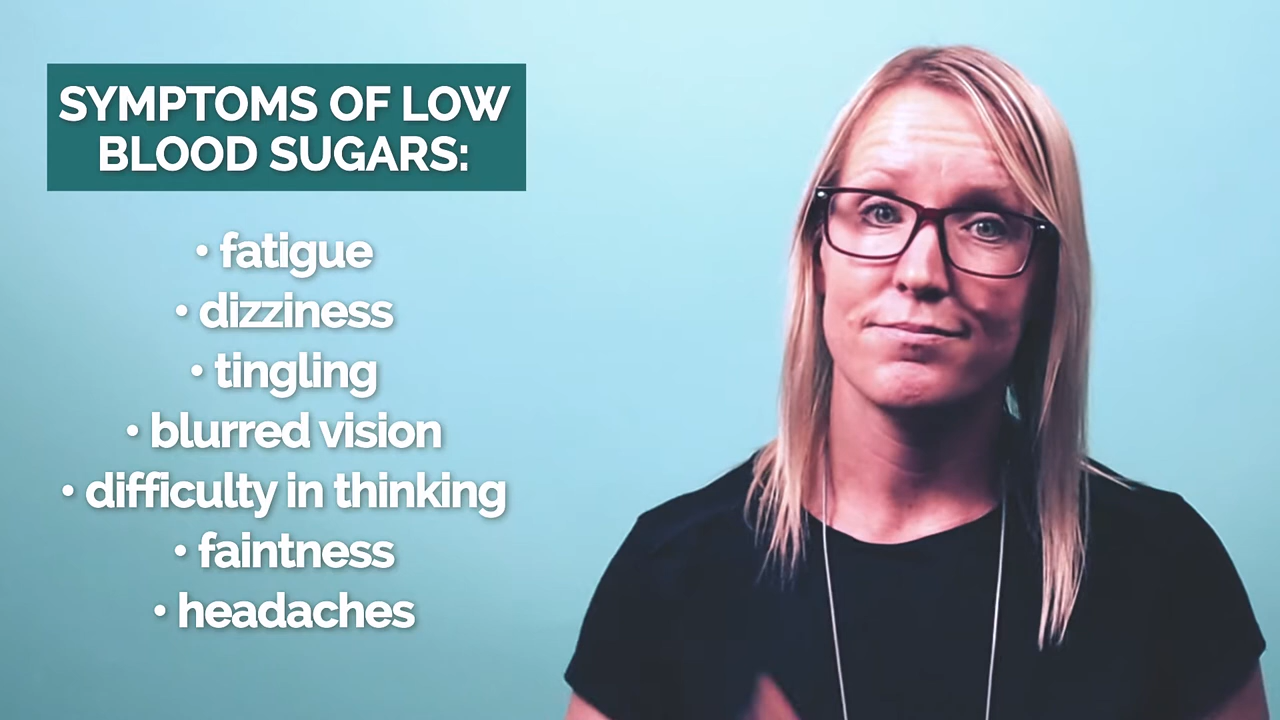 SYMPTOMS OF LOW
BLOOD SUGARS:
• fatigue
• dizziness
• tingling
• blurred vision
• difficulty in thinking
• faintness
• headaches